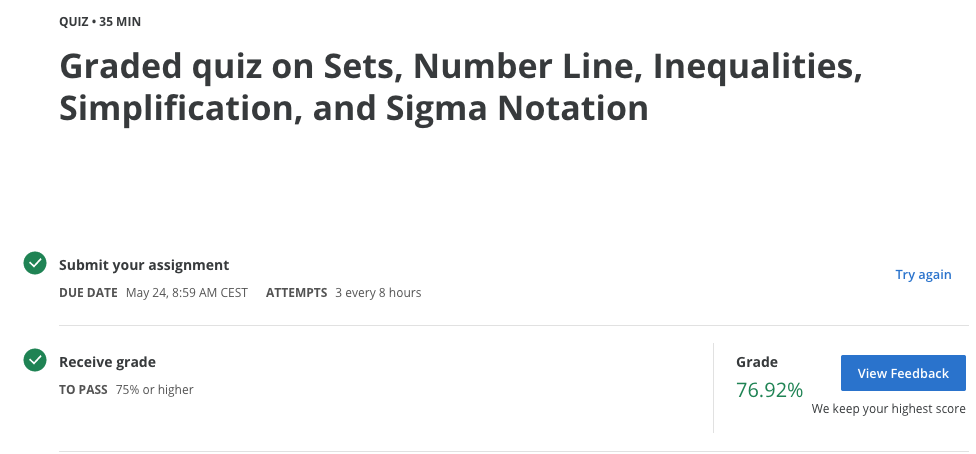 QUIZ • 35 MIN
Graded quiz on Sets, Number Line, Inequalities,
Simplification, and Sigma Notation
Submit your assignment
DUE DATE May 24, 8:59 AM CEST ATTEMPTS 3 every 8 hours
Try again
Receive grade
TO PASS 75% or higher
Grade
76.92%
View Feedback
We keep your highest score